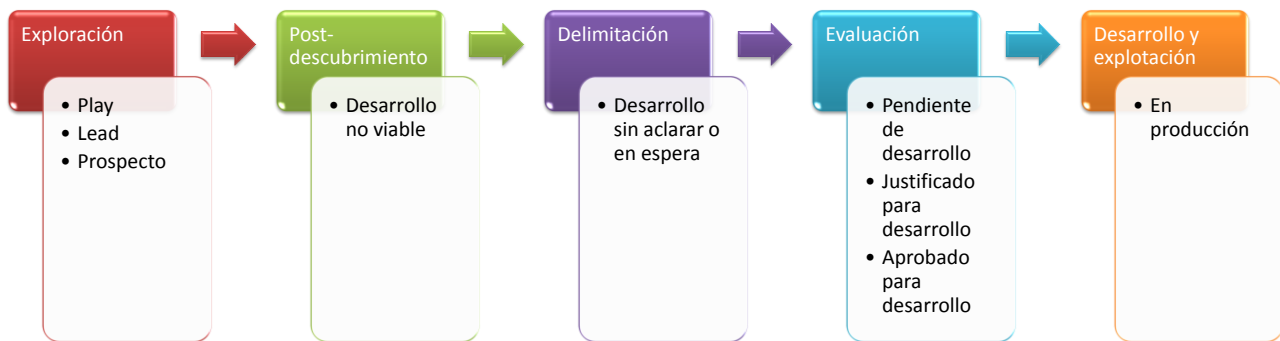 Exploración
• Play
• Lead
• Prospecto
Post-
descubrimiento
• Desarrollo
no viable
Delimitación
• Desarrollo
sin aclarar o
en espera
Evaluación
• Pendiente
de
desarrollo
• Justificado
para
desarrollo
• Aprobado
para
desarrollo
Desarrollo y
explotación
• En
producción